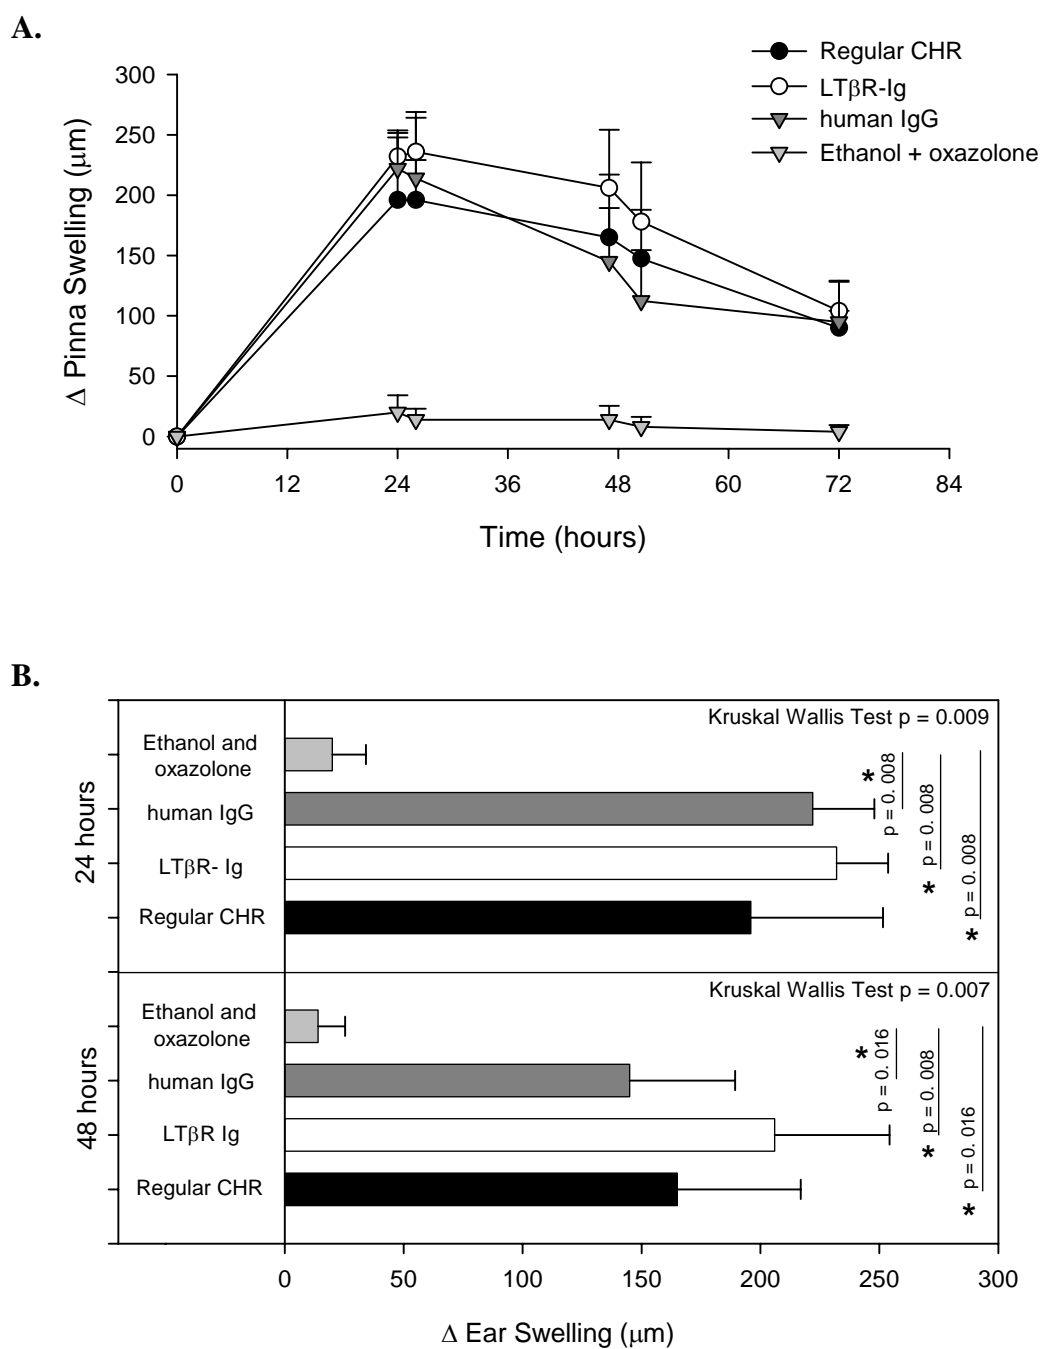 A.
Regular CHR
LTβR-Ig
human IgG
Ethanol + oxazolone
300
250
200
150
100
50
0
Δ Pinna Swelling (μm)
0 12 24 36 48 60 72 84
Time (hours)
B.
24 hours
Kruskal Wallis Test p = 0.009
Ethanol and
oxazolone
human IgG
LTβR- Ig
Regular CHR
* p = 0. 008
* p = 0. 008
* p = 0. 008
48 hours
Kruskal Wallis Test p = 0.007
Ethanol and
oxazolone
human IgG
LTβR Ig
Regular CHR
* p = 0. 016
* p = 0. 008
* p = 0. 016
0 50 100 150 200 250 300
Δ Ear Swelling (μm)